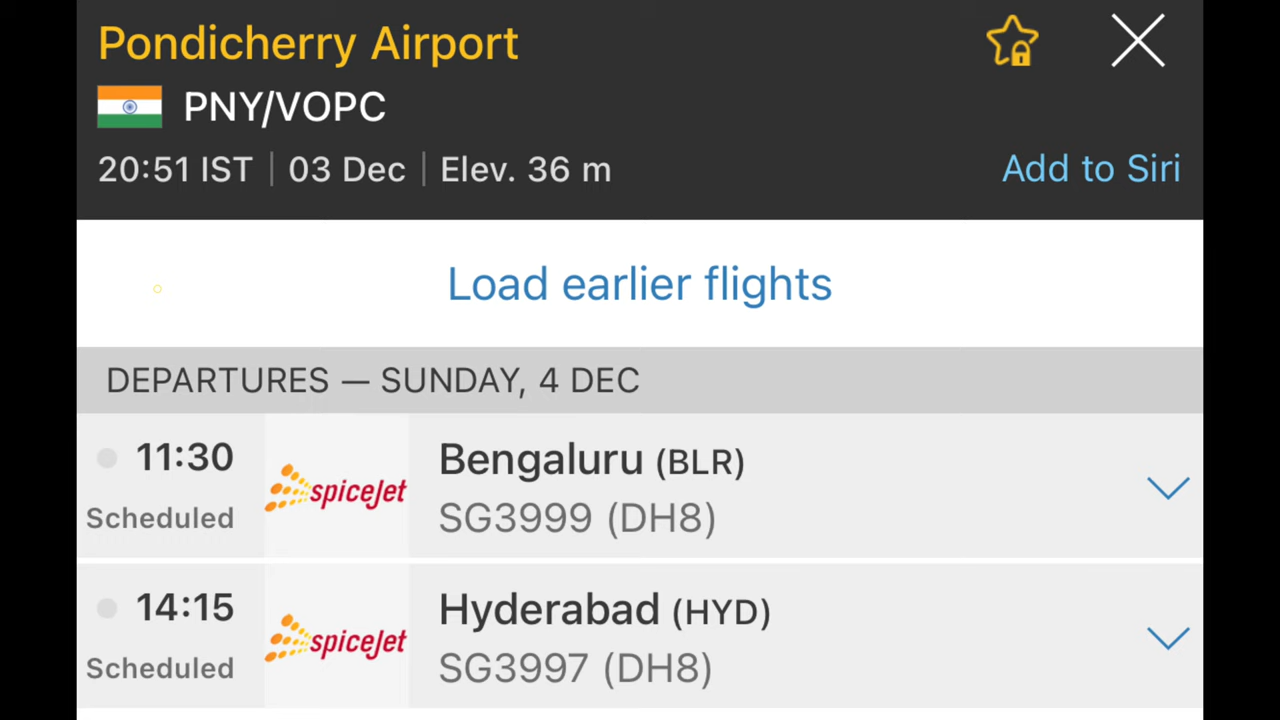 Pondicherry Airport
PNY/VOPC
20:51 IST | 03 Dec | Elev. 36 m
Add to Siri
Load earlier flights
DEPARTURES — SUNDAY, 4 DEC
11:30
Scheduled
spiceJet
Bengaluru (BLR)
SG3999 (DH8)
14:15
Scheduled
spiceJet
Hyderabad (HYD)
SG3997 (DH8)